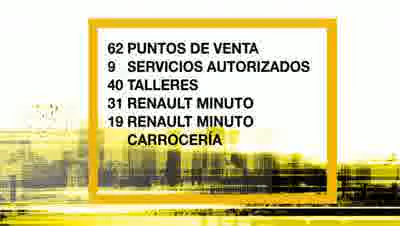 62 PUNTOS DE VENTA
9 SERVICIOS AUTORIZADOS
40 TALLERES
31 RENAULT MINUTO
19 RENAULT MINUTO
CARROCERÍA